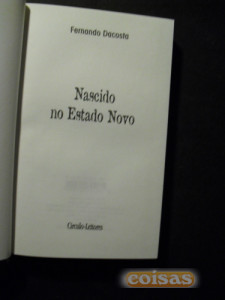 Fernando Dacosta
Nascido
no Estado Novo
Círculo-Leitores
coisas